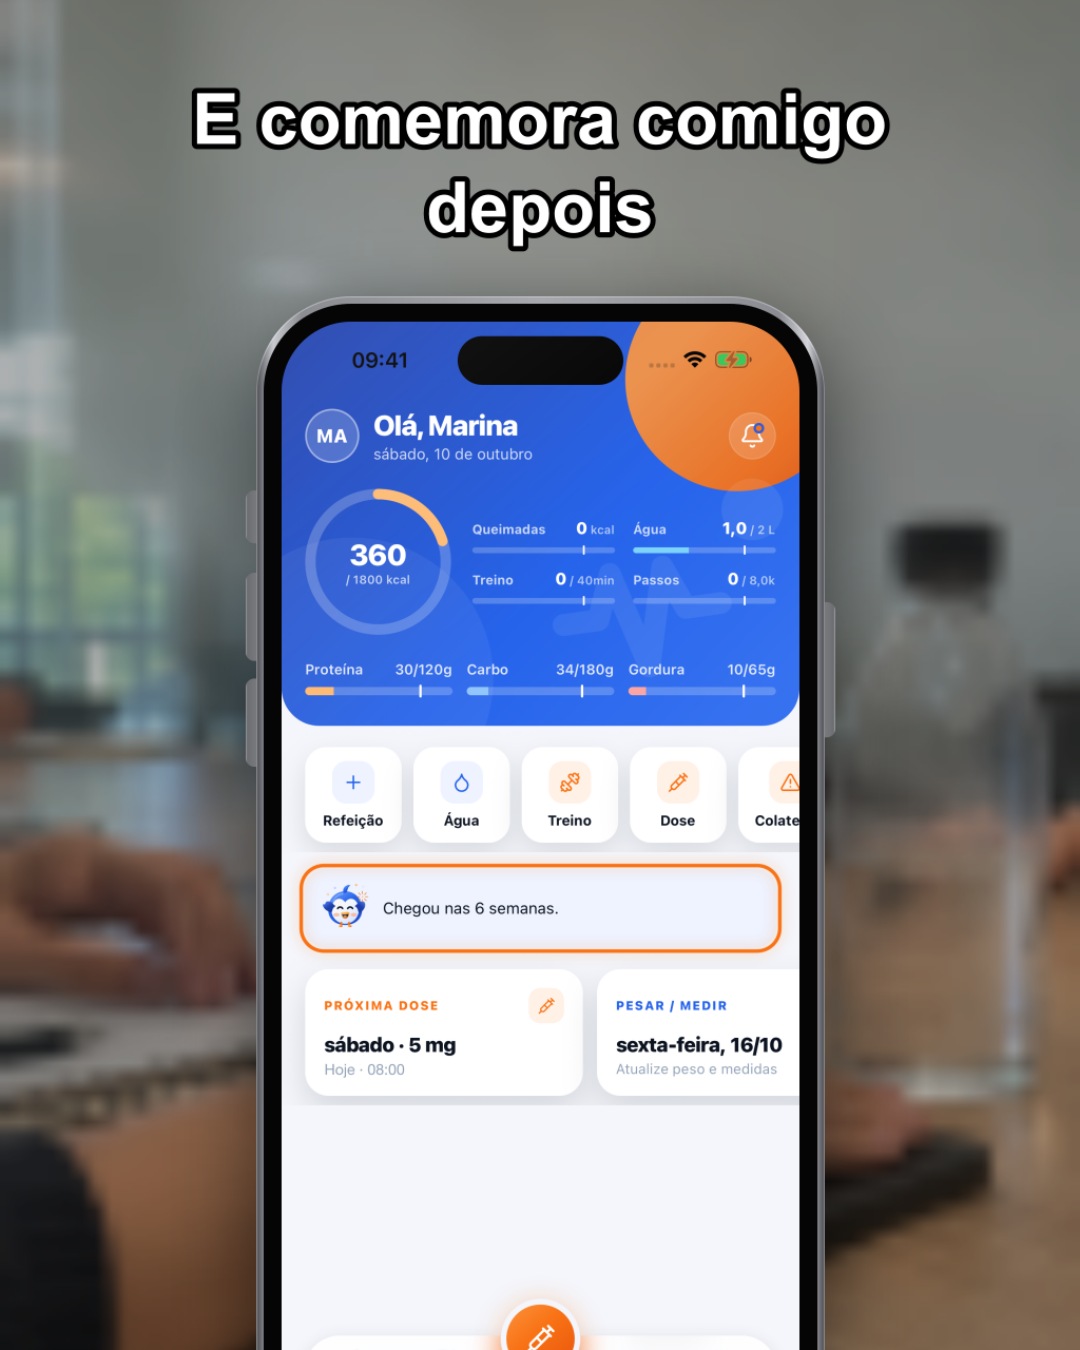 E comemora comigo
depois
09:41
MA
Olá, Marina
sábado, 10 de outubro
360
/ 1800 kcal
Queimadas 0 kcal
Água 1,0 / 2 L
Treino 0 / 40min
Passos 0 / 8,0k
Proteína 30/120g
Carbo 34/180g
Gordura 10/65g
Refeição
Água
Treino
Dose
Colate
Chegou nas 6 semanas.
PRÓXIMA DOSE
sábado · 5 mg
Hoje · 08:00
PESAR / MEDIR
sexta-feira, 16/10
Atualize peso e medidas